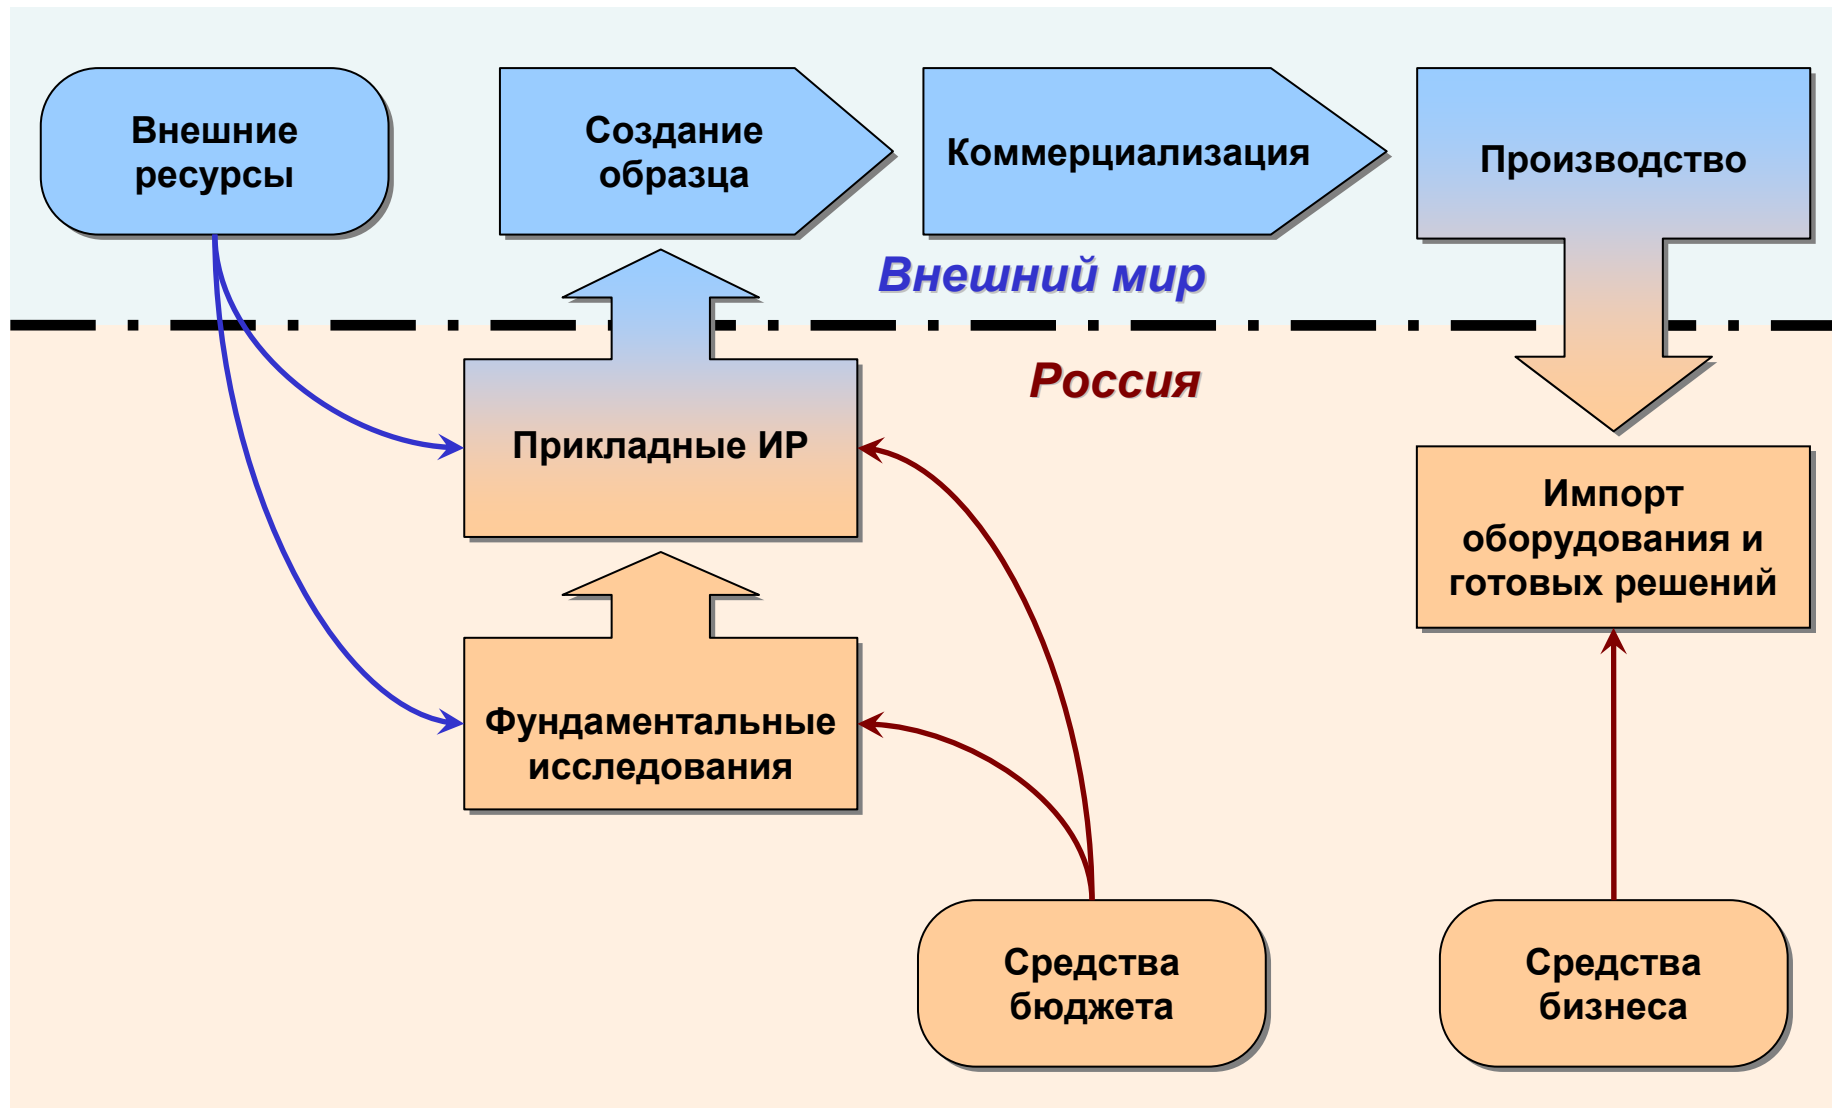 Внешние
ресурсы
Создание
образца
Коммерциализация
Производство
Внешний мир
Россия
Прикладные ИР
Импорт
оборудования и
готовых решений
Фундаментальные
исследования
Средства
бюджета
Средства
бизнеса